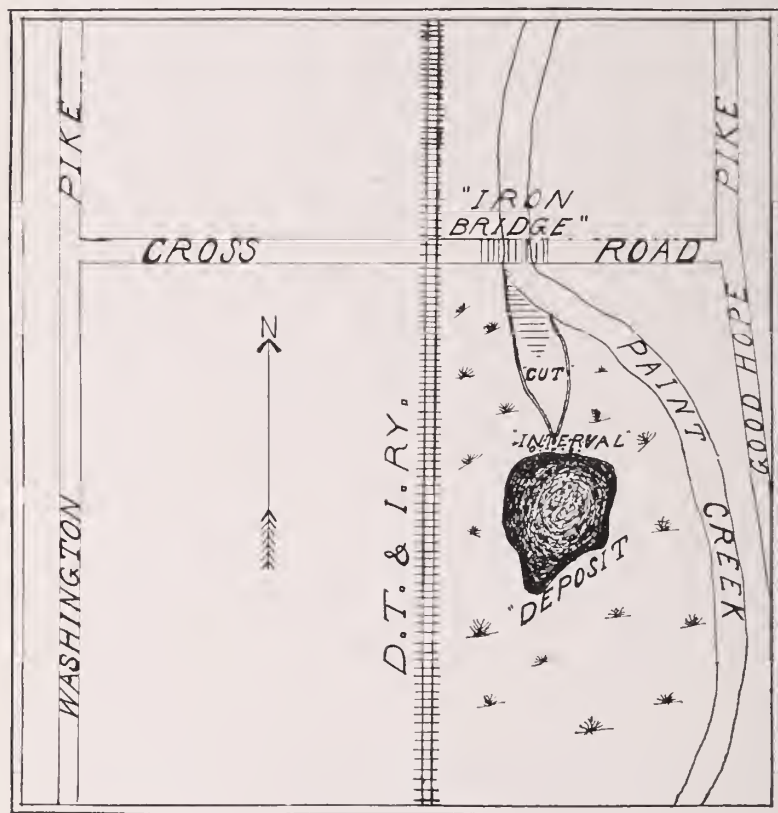 PIKE
PIKE
"IRON
BRIDGE"
CROSS
ROAD
N
GOOD HOPE
PAINT
CREEK
"CUT"
"INTERVAL"
"DEPOSIT
D.T. & I. RY.
WASHINGTON